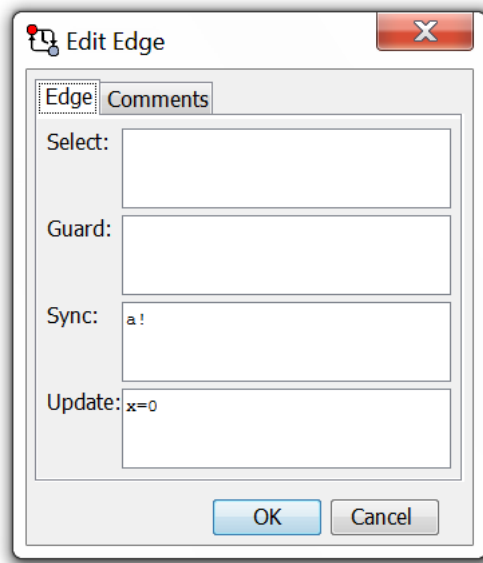 Edit Edge
X
Edge Comments
Select:
Guard:
Sync: a!
Update: x=0
OK Cancel